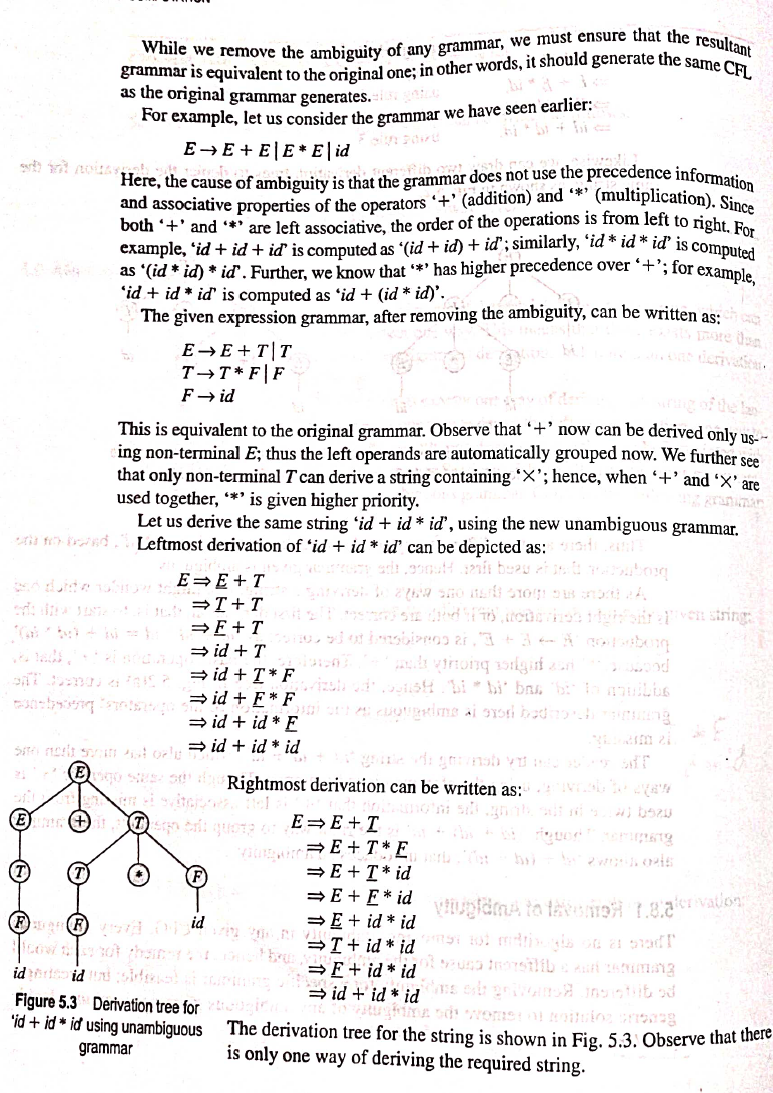 While we remove the ambiguity of any grammar, we must ensure that the resultant
grammar is equivalent to the original one; in other words, it should generate the same CFL
as the original grammar generates.
For example, let us consider the grammar we have seen earlier:
E → E + E | E * E | id
Here, the cause of ambiguity is that the grammar does not use the precedence information
and associative properties of the operators ‘+’ (addition) and ‘*’ (multiplication). Since
both ‘+’ and ‘*’ are left associative, the order of the operations is from left to right. For
example, ‘id + id + id’ is computed as ‘(id + id) + id’; similarly, ‘id * id * id’ is computed
as ‘(id * id) * id’. Further, we know that ‘*’ has higher precedence over ‘+’; for example,
‘id + id * id’ is computed as ‘id + (id * id)’.
The given expression grammar, after removing the ambiguity, can be written as:
E → E + T | T
T → T * F | F
F → id
This is equivalent to the original grammar. Observe that ‘+’ now can be derived only us-
ing non-terminal E; thus the left operands are automatically grouped now. We further see
that only non-terminal T can derive a string containing ‘×’; hence, when ‘+’ and ‘×’ are
used together, ‘*’ is given higher priority.
Let us derive the same string ‘id + id * id’, using the new unambiguous grammar.
Leftmost derivation of ‘id + id * id’ can be depicted as:
E ⇒ E + T
⇒ T + T
⇒ F + T
⇒ id + T
⇒ id + T * F
⇒ id + F * F
⇒ id + id * F
⇒ id + id * id
E
E + T
T T * F
F F id
id id
Figure 5.3 Derivation tree for
'id + id * id' using unambiguous
grammar
Rightmost derivation can be written as:
E ⇒ E + T
⇒ E + T * F
⇒ E + T * id
⇒ E + F * id
⇒ E + id * id
⇒ T + id * id
⇒ F + id * id
⇒ id + id * id
The derivation tree for the string is shown in Fig. 5.3. Observe that there
is only one way of deriving the required string.